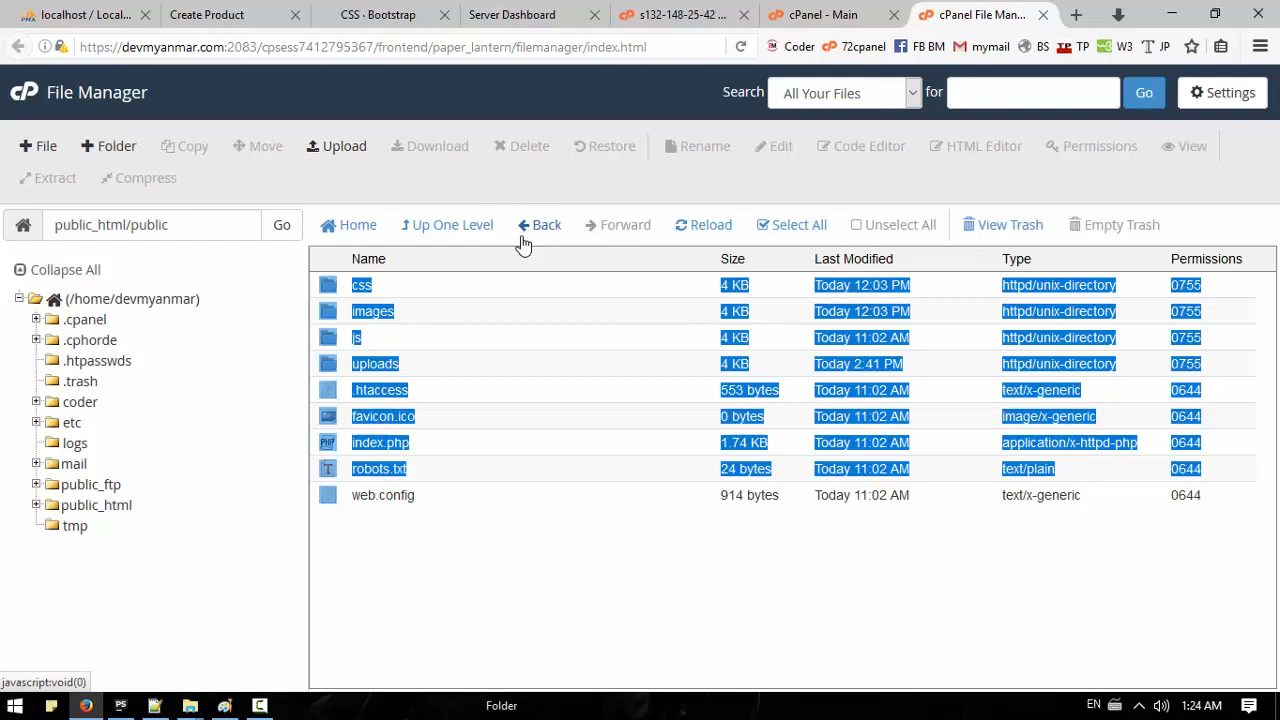 localhost / Local...
Create Product
CSS · Bootstrap
Server Dashboard
cP s132-148-25-42 ...
cP cPanel - Main
cP cPanel File Man...
https://devmyanmar.com:2083/cpsess7412795367/frontend/paper_lantern/filemanager/index.html
Coder
cP 72cpanel
FB BM
mymail
BS
TP
W3
JP
cP File Manager
Search
All Your Files
for
Go
Settings
File
Folder
Copy
Move
Upload
Download
Delete
Restore
Rename
Edit
Code Editor
HTML Editor
Permissions
View
Extract
Compress
public_html/public
Go
Home
Up One Level
Back
Forward
Reload
Select All
Unselect All
View Trash
Empty Trash
Collapse All
(/home/devmyanmar)
.cpanel
.cphorde
.htpasswds
.trash
coder
etc
logs
mail
public_ftp
public_html
tmp
Name Size Last Modified Type Permissions
css 4 KB Today 12:03 PM httpd/unix-directory 0755
images 4 KB Today 12:03 PM httpd/unix-directory 0755
js 4 KB Today 11:02 AM httpd/unix-directory 0755
uploads 4 KB Today 2:41 PM httpd/unix-directory 0755
.htaccess 553 bytes Today 11:02 AM text/x-generic 0644
favicon.ico 0 bytes Today 11:02 AM image/x-generic 0644
index.php 1.74 KB Today 11:02 AM application/x-httpd-php 0644
robots.txt 24 bytes Today 11:02 AM text/plain 0644
web.config 914 bytes Today 11:02 AM text/x-generic 0644
javascript:void(0)
Folder
EN
1:24 AM